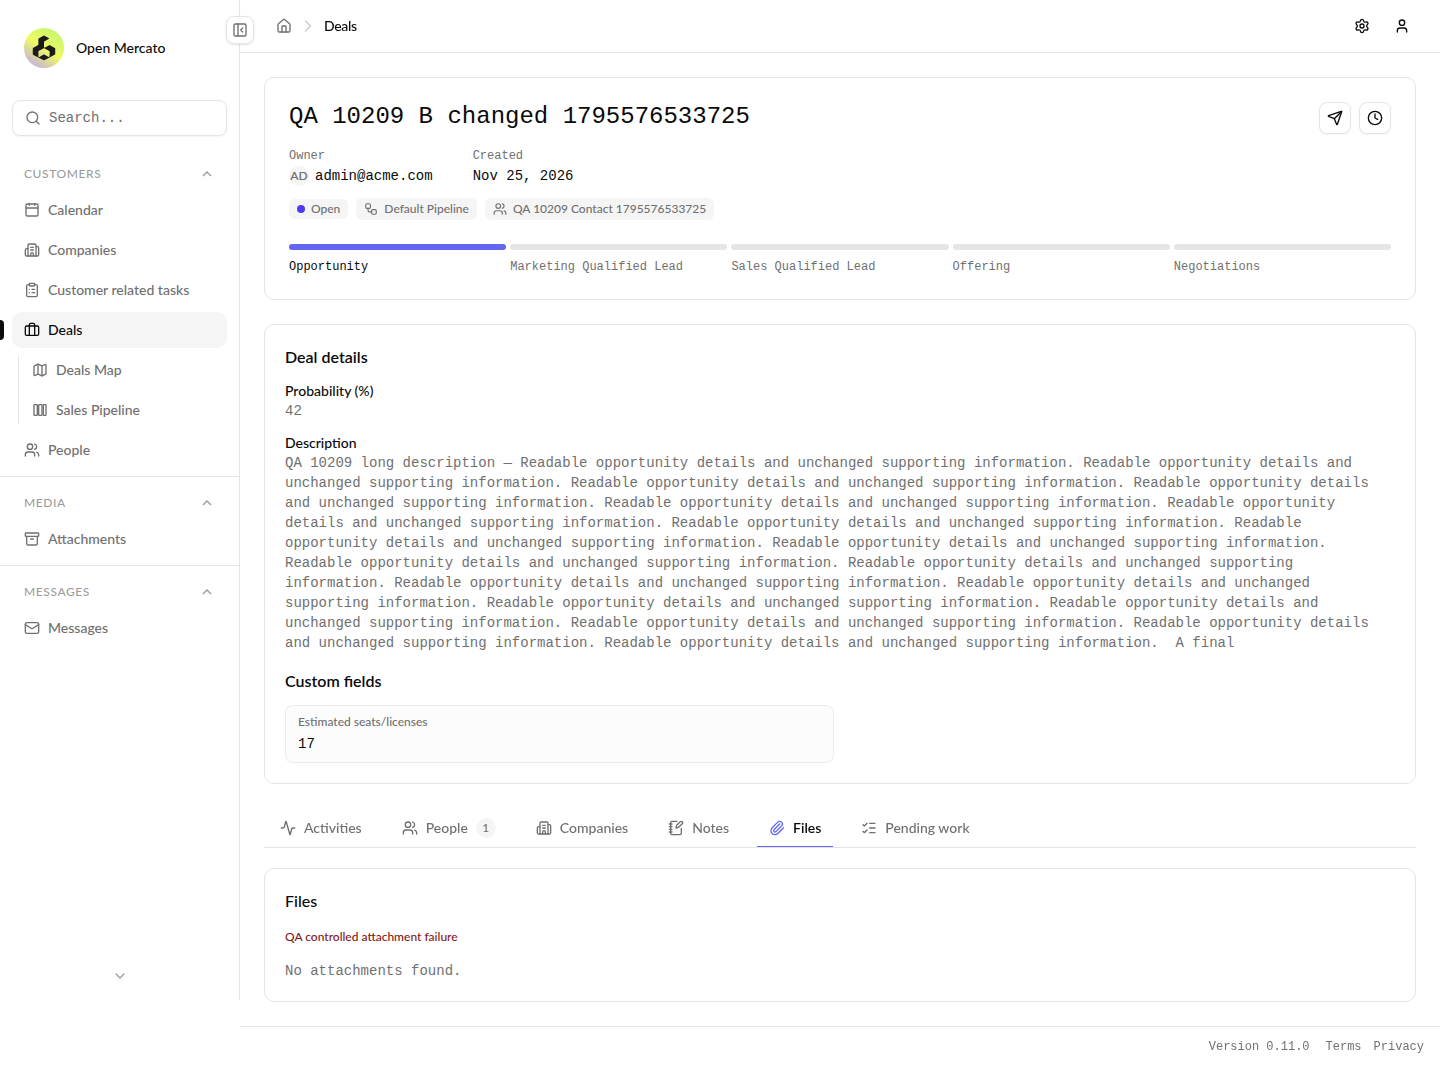 Open Mercato
Deals
Search...
CUSTOMERS
Calendar
Companies
Customer related tasks
Deals
Deals Map
Sales Pipeline
People
MEDIA
Attachments
MESSAGES
Messages
QA 10209 B changed 1795576533725
Owner
Created
AD admin@acme.com
Nov 25, 2026
Open
Default Pipeline
QA 10209 Contact 1795576533725
Opportunity
Marketing Qualified Lead
Sales Qualified Lead
Offering
Negotiations
Deal details
Probability (%)
42
Description
QA 10209 long description — Readable opportunity details and unchanged supporting information. Readable opportunity details and
unchanged supporting information. Readable opportunity details and unchanged supporting information. Readable opportunity details
and unchanged supporting information. Readable opportunity details and unchanged supporting information. Readable opportunity
details and unchanged supporting information. Readable opportunity details and unchanged supporting information. Readable
opportunity details and unchanged supporting information. Readable opportunity details and unchanged supporting information.
Readable opportunity details and unchanged supporting information. Readable opportunity details and unchanged supporting
information. Readable opportunity details and unchanged supporting information. Readable opportunity details and unchanged
supporting information. Readable opportunity details and unchanged supporting information. Readable opportunity details and
unchanged supporting information. Readable opportunity details and unchanged supporting information. Readable opportunity details
and unchanged supporting information. Readable opportunity details and unchanged supporting information.  A final
Custom fields
Estimated seats/licenses
17
Activities
People 1
Companies
Notes
Files
Pending work
Files
QA controlled attachment failure
No attachments found.
Version 0.11.0
Terms
Privacy